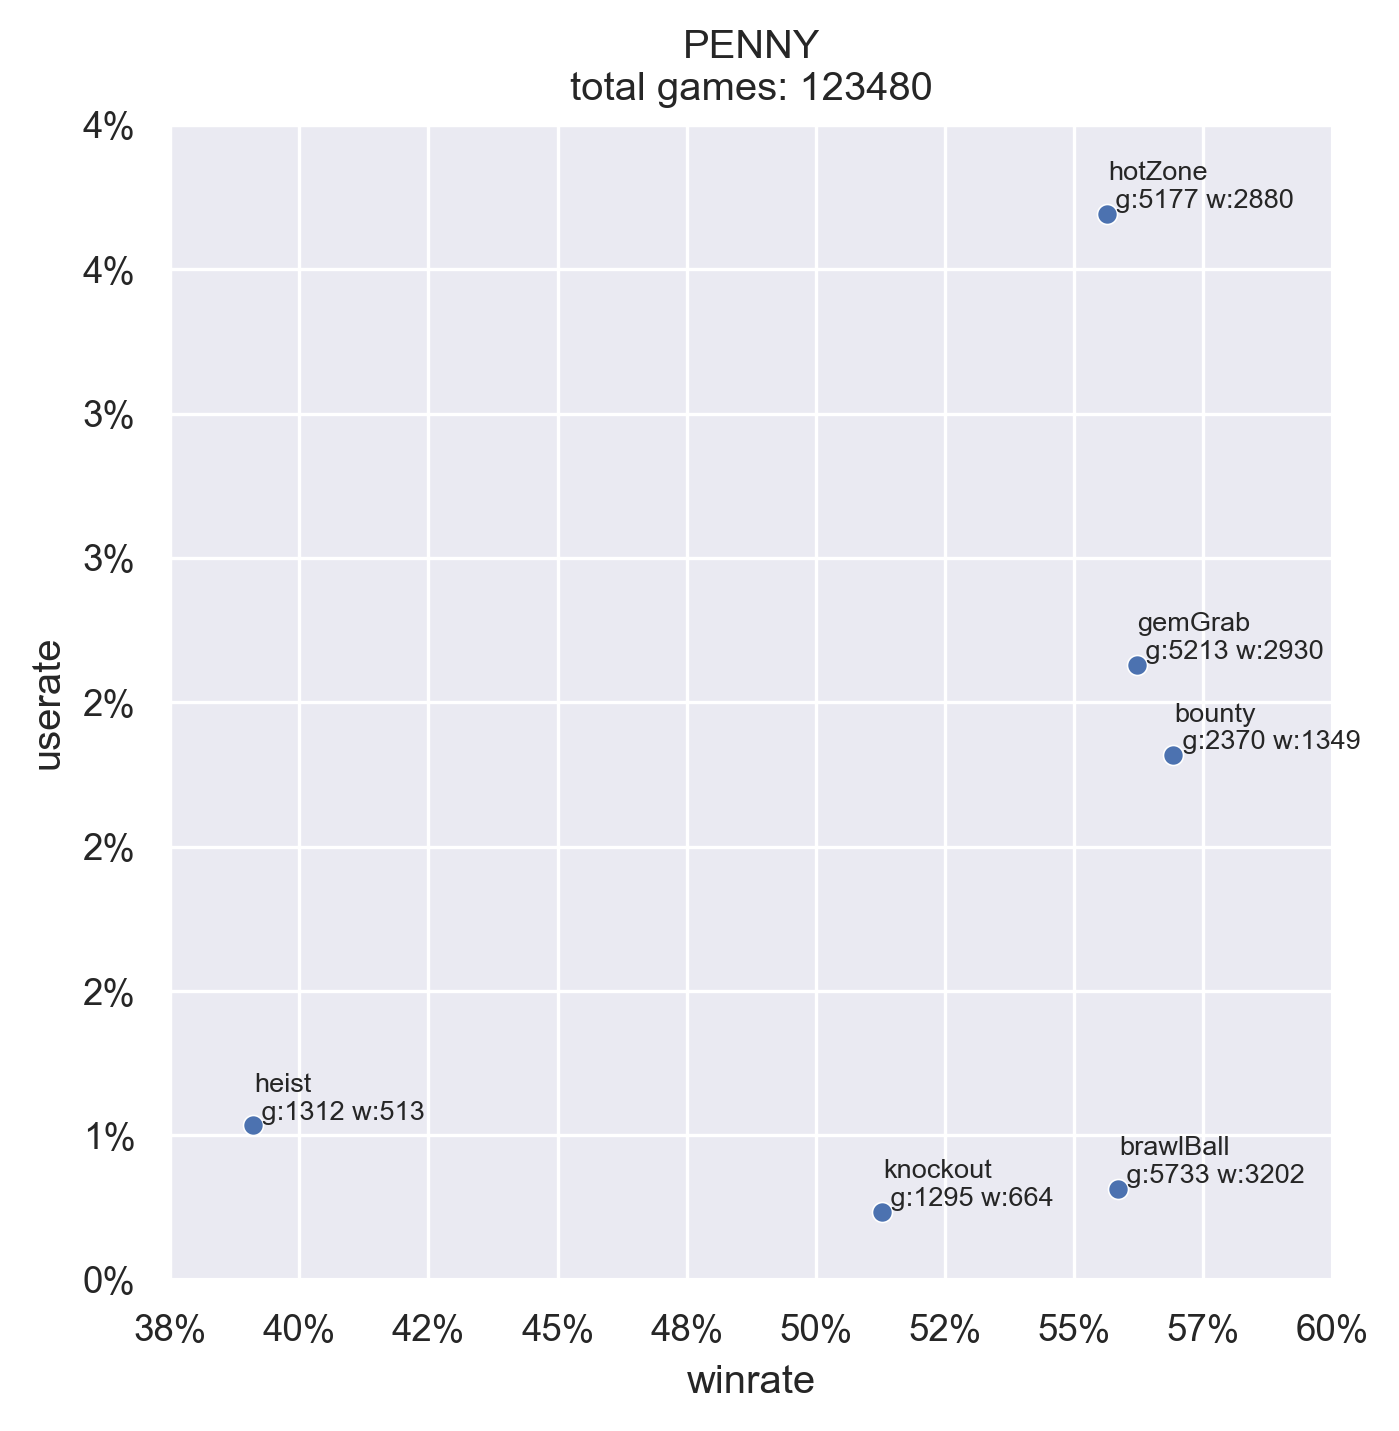 PENNY
total games: 123480
4%
4%
3%
3%
2%
2%
2%
1%
0%
userate
hotZone
g:5177 w:2880
gemGrab
g:5213 w:2930
bounty
g:2370 w:1349
heist
g:1312 w:513
brawlBall
g:5733 w:3202
knockout
g:1295 w:664
38% 40% 42% 45% 48% 50% 52% 55% 57% 60%
winrate